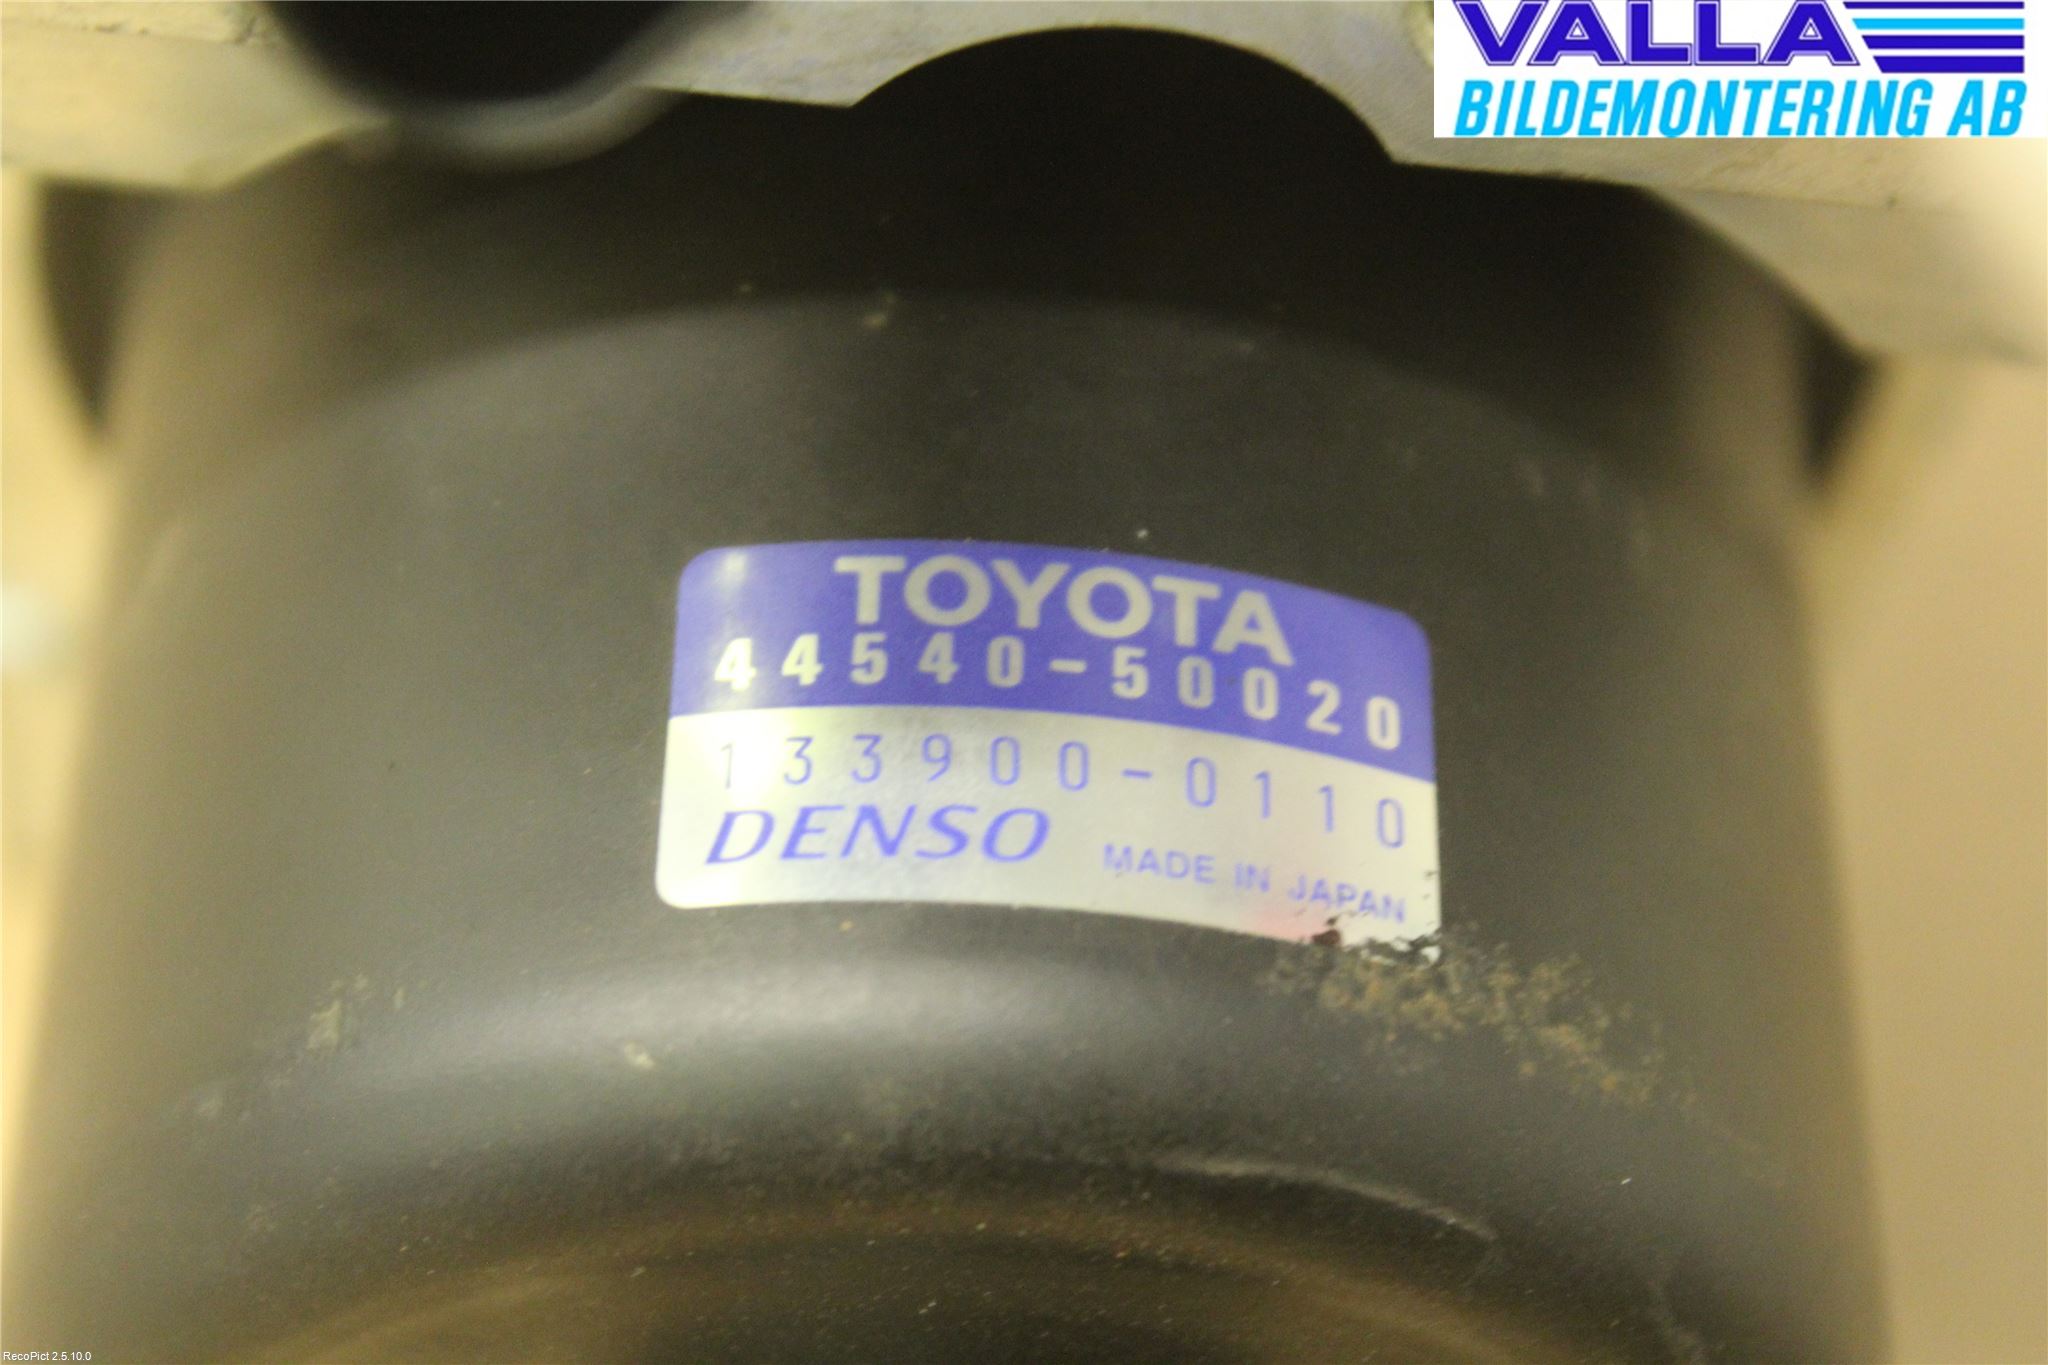 VALLA
BILDEMONTERING AB
TOYOTA
44540-50020
133900-0110
DENSO MADE IN JAPAN
RecoPict 2.5.10.0